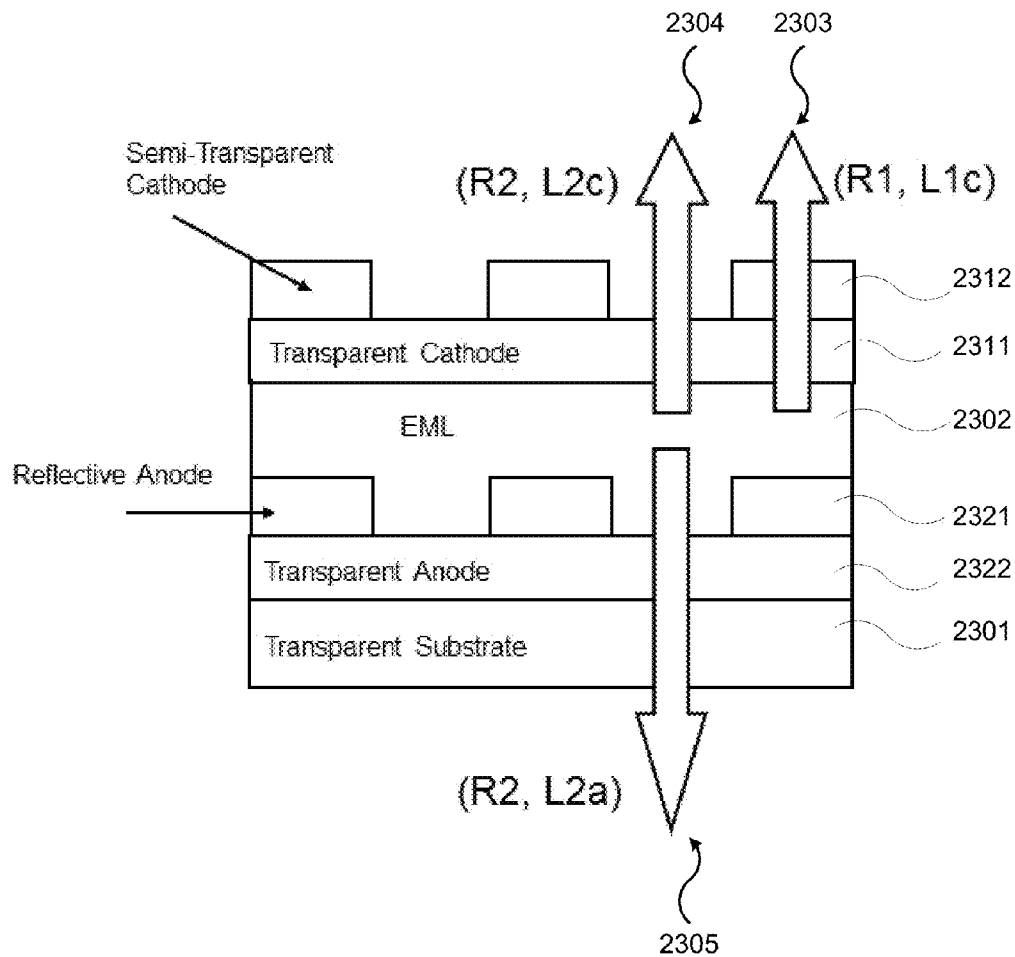 2304
2303
Semi-Transparent
Cathode
(R2, L2c)
(R1, L1c)
2312
Transparent Cathode
2311
EML
2302
Reflective Anode
2321
Transparent Anode
2322
Transparent Substrate
2301
(R2, L2a)
2305